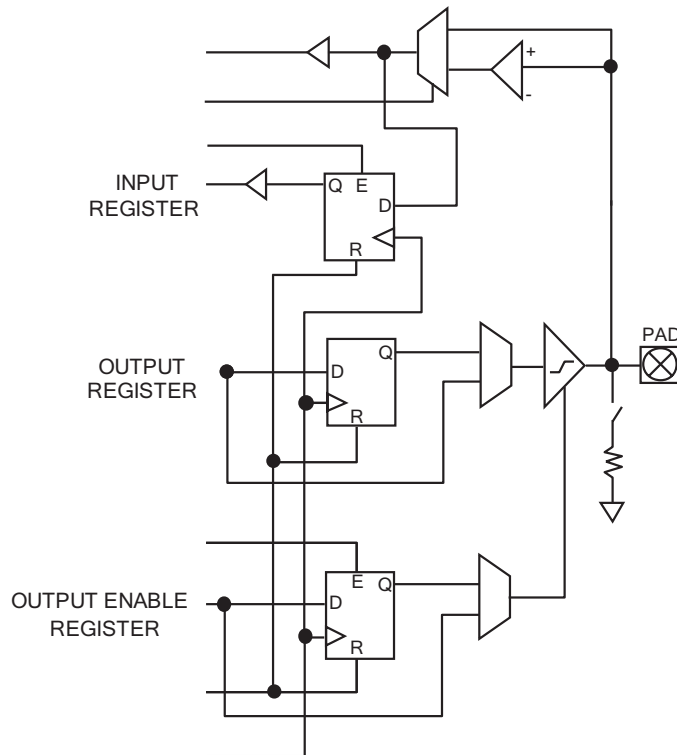 +
-
INPUT
REGISTER
Q E
D
R
OUTPUT
REGISTER
Q
D
R
PAD
OUTPUT ENABLE
REGISTER
E Q
D
R